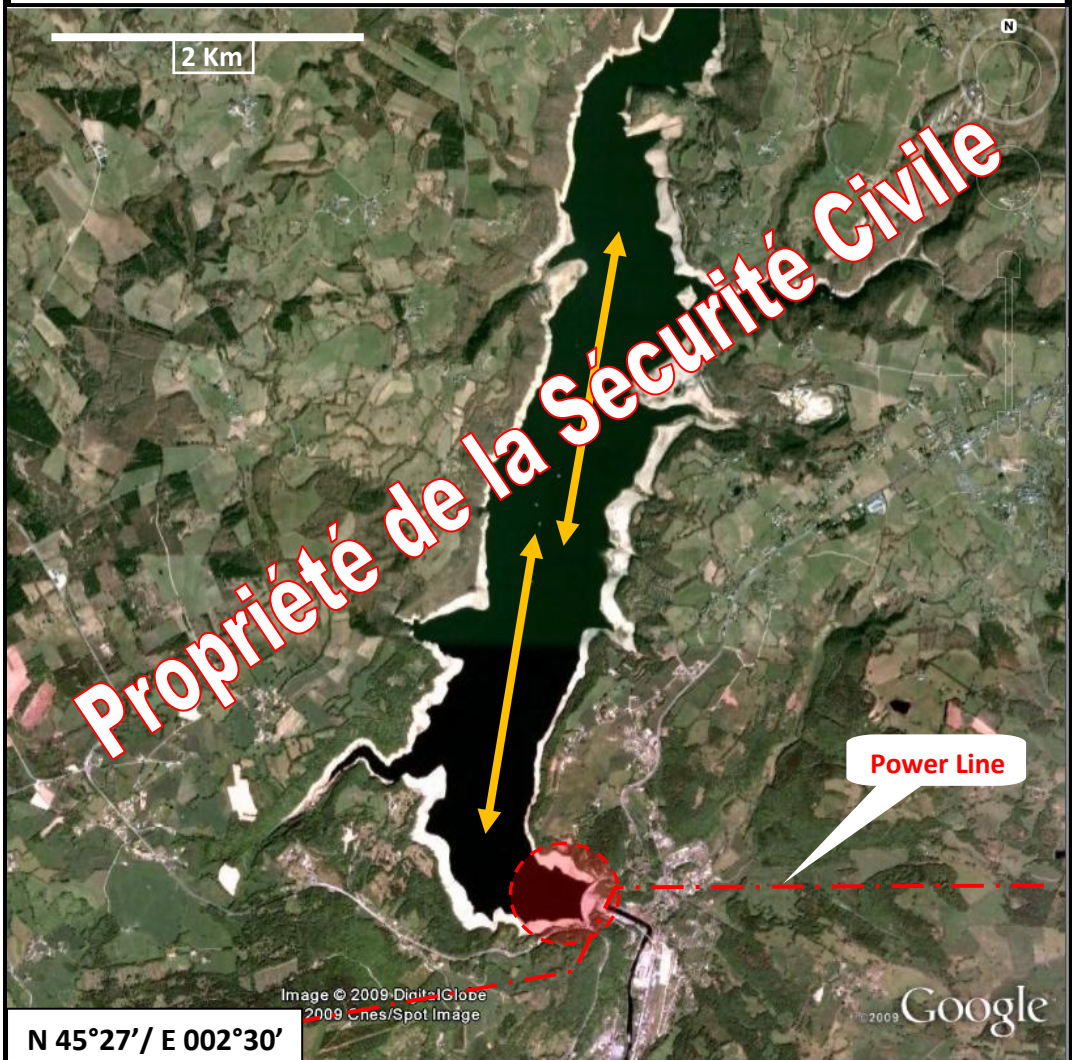 2 Km
N
Propriété de la Sécurité Civile
Power Line
Image © 2009 DigitalGlobe
2009 Cnes/Spot Image
©2009 Google
N 45°27’/ E 002°30’